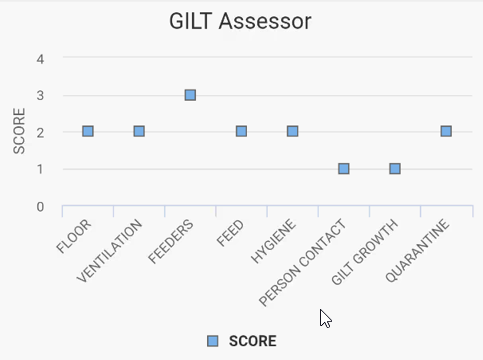 GILT Assessor
SCORE
4
3
2
1
0
FLOOR
VENTILATION
FEEDERS
FEED
HYGIENE
PERSON CONTACT
GILT GROWTH
QUARANTINE
SCORE